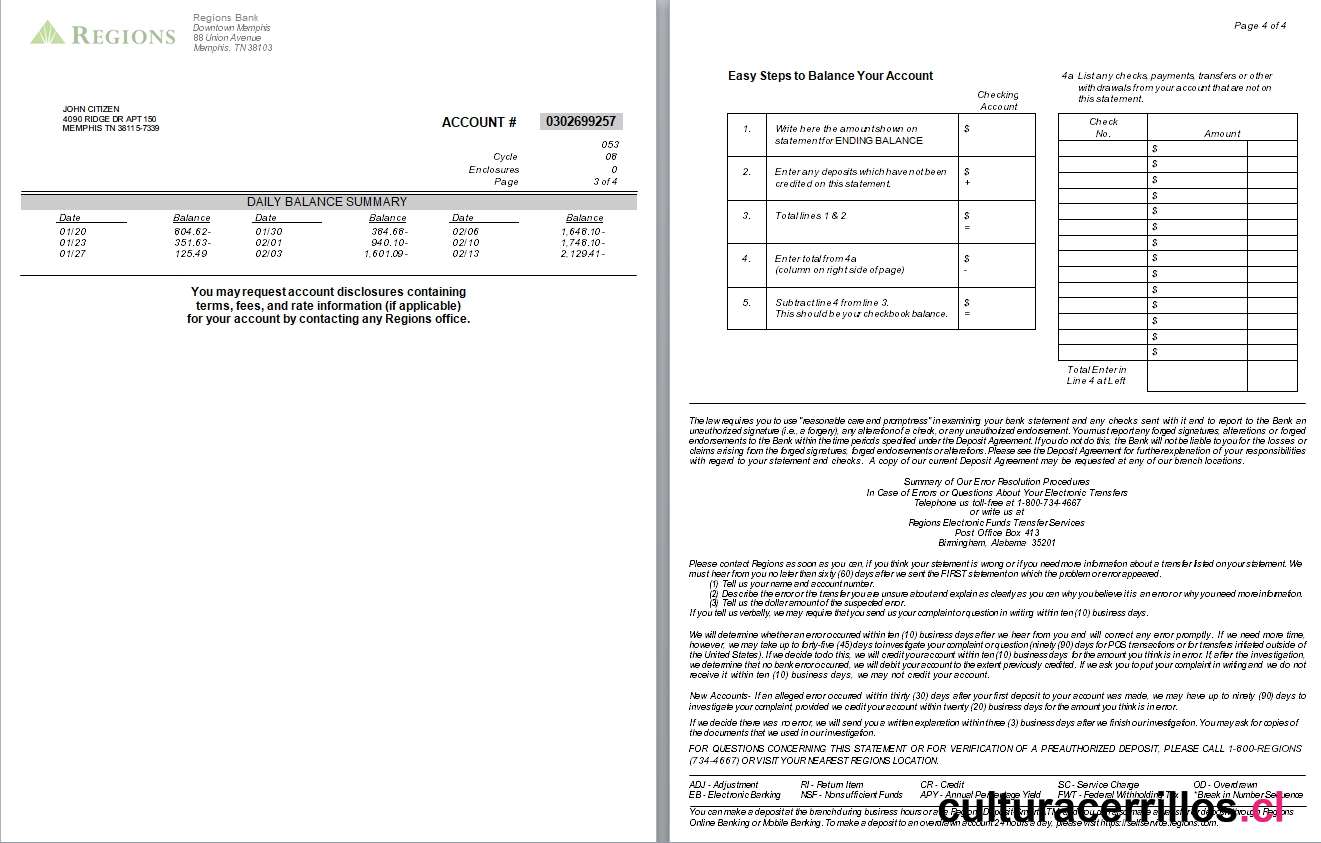 REGIONS
Regions Bank
Downtown Memphis
88 Union Avenue
Memphis, TN 38103
JOHN CITIZEN
4090 RIDGE DR APT 150
MEMPHIS TN 38115-7339
ACCOUNT # 0302699257
053
Cycle 08
Enclosures 0
Page 3 of 4
DAILY BALANCE SUMMARY
Date Balance Date Balance Date Balance
01/20 604.62- 01/30 384.68- 02/06 1,648.10-
01/23 351.63- 02/01 940.10- 02/10 1,748.10-
01/27 125.49 02/03 1,601.09- 02/13 2,129.41-
You may request account disclosures containing
terms, fees, and rate information (if applicable)
for your account by contacting any Regions office.
Page 4 of 4
Easy Steps to Balance Your Account
Checking
Account
1. Write here the amount shown on $
statement for ENDING BALANCE
2. Enter any deposits which have not been $
credited on this statement. +
3. Total lines 1 & 2 $
=
4. Enter total from 4a $
(column on right side of page) -
5. Subtract line 4 from line 3. $
This should be your checkbook balance. =
4a List any checks, payments, transfers or other
withdrawals from your account that are not on
this statement.
Check
No. Amount
$
$
$
$
$
$
$
$
$
$
$
$
$
$
Total Enter in
Line 4 at Left
The law requires you to use "reasonable care and promptness" in examining your bank statement and any checks sent with it and to report to the Bank an
unauthorized signature (i.e., a forgery), any alteration of a check, or any unauthorized endorsement. You must report any forged signatures, alterations or forged
endorsements to the Bank within the time periods specified under the Deposit Agreement. If you do not do this, the Bank will not be liable to you for the losses or
claims arising from the forged signatures, forged endorsements or alterations. Please see the Deposit Agreement for further explanation of your responsibilities
with regard to your statement and checks. A copy of our current Deposit Agreement may be requested at any of our branch locations.
Summary of Our Error Resolution Procedures
In Case of Errors or Questions About Your Electronic Transfers
Telephone us toll-free at 1-800-734-4667
or write us at
Regions Electronic Funds Transfer Services
Post Office Box 413
Birmingham, Alabama 35201
Please contact Regions as soon as you can, if you think your statement is wrong or if you need more information about a transfer listed on your statement. We
must hear from you no later than sixty (60) days after we sent the FIRST statement on which the problem or error appeared.
(1) Tell us your name and account number.
(2) Describe the error or the transfer you are unsure about and explain as clearly as you can why you believe it is an error or why you need more information.
(3) Tell us the dollar amount of the suspected error.
If you tell us verbally, we may require that you send us your complaint or question in writing within ten (10) business days.
We will determine whether an error occurred within ten (10) business days after we hear from you and will correct any error promptly. If we need more time,
however, we may take up to forty-five (45) days to investigate your complaint or question (ninety (90) days for POS transactions or for transfers initiated outside of
the United States). If we decide to do this, we will credit your account within ten (10) business days for the amount you think is in error. If, after the investigation,
we determine that no bank error occurred, we will debit your account to the extent previously credited. If we ask you to put your complaint in writing and we do not
receive it within ten (10) business days, we may not credit your account.
New Accounts- If an alleged error occurred within thirty (30) days after your first deposit to your account was made, we may have up to ninety (90) days to
investigate your complaint, provided we credit your account within twenty (20) business days for the amount you think is in error.
If we decide there was no error, we will send you a written explanation within three (3) business days after we finish our investigation. You may ask for copies of
the documents that we used in our investigation.
FOR QUESTIONS CONCERNING THIS STATEMENT OR FOR VERIFICATION OF A PREAUTHORIZED DEPOSIT, PLEASE CALL 1-800-REGIONS
(734-4667) OR VISIT YOUR NEAREST REGIONS LOCATION.
ADJ - Adjustment RI - Return Item CR - Credit SC - Service Charge OD - Overdrawn
EB - Electronic Banking NSF - Nonsufficient Funds APY - Annual Percentage Yield FWT - Federal Withholding Tax *Break in Number Sequence
You can make a deposit at the branch during business hours or at a Regions through Regions
Online Banking or Mobile Banking. To make a deposit to an overdrawn account 24 hours a day, please visit https://selfservice.regions.com.
culturacerrillos.cl